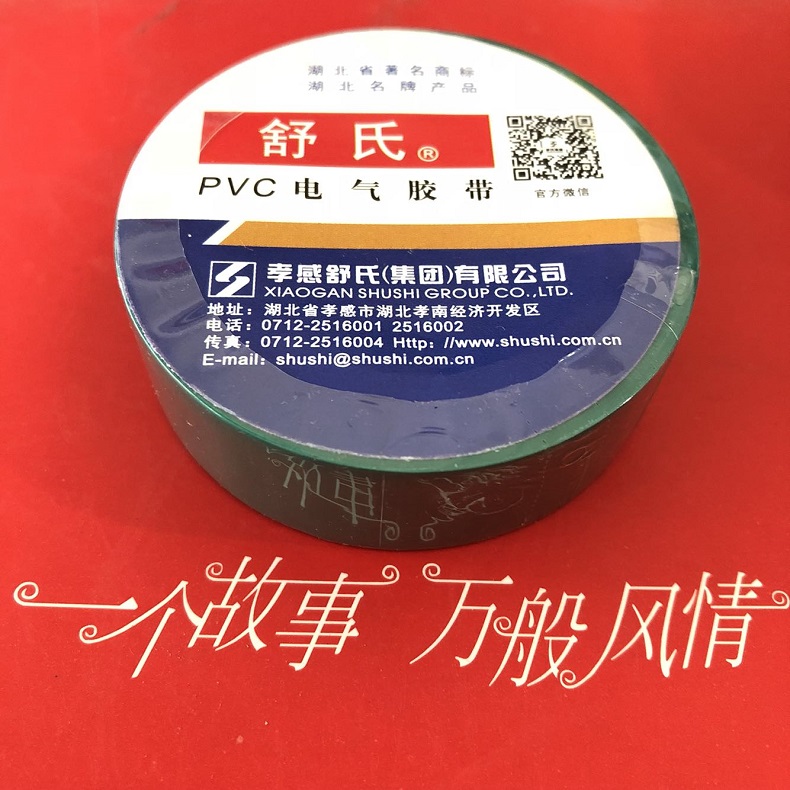 湖北省著名商标
湖北名牌产品
舒氏®
PVC电气胶带
官方微信
孝感舒氏(集团)有限公司
XIAOGAN SHUSHI GROUP CO.,LTD.
地址：湖北省孝感市湖北孝南经济开发区
电话：0712-2516001 2516002
传真：0712-2516004 Http：//www.shushi.com.cn
E-mail：shushi@shushi.com.cn
一个故事 万般风情